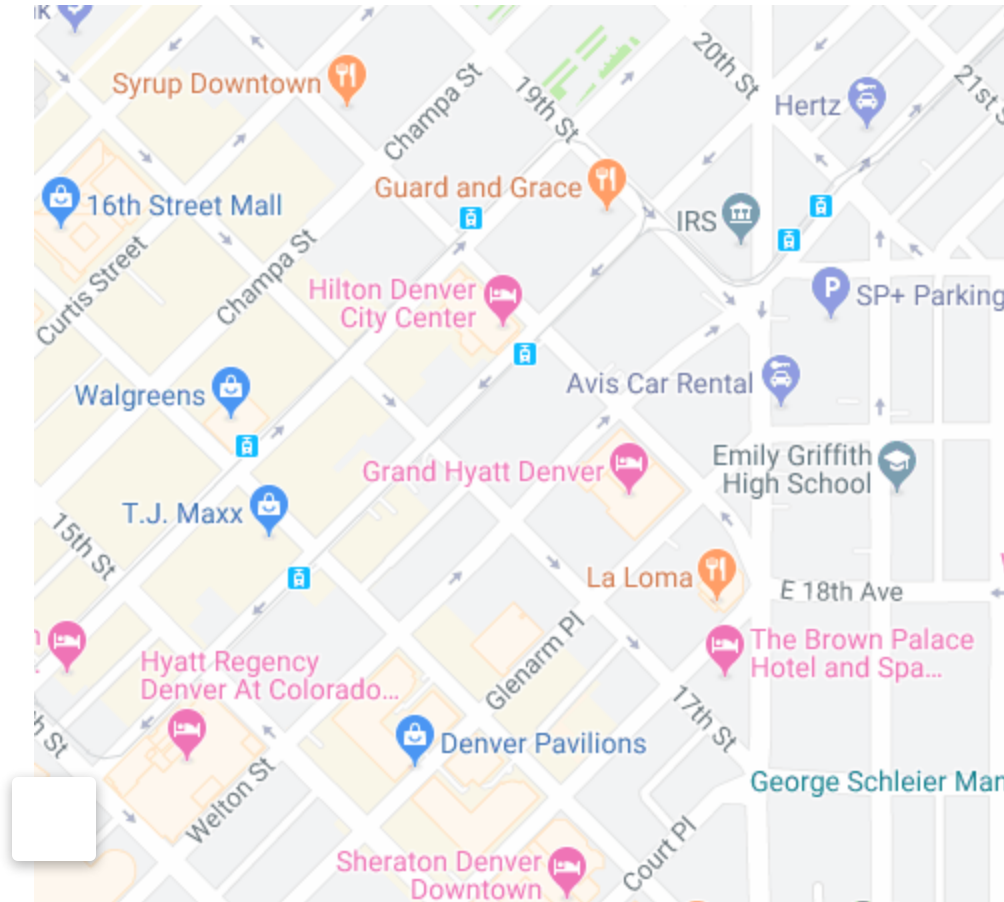 20th St
21st S
Syrup Downtown
Champa St
19th St
Hertz
Guard and Grace
16th Street Mall
IRS
Curtis Street
Champa St
Hilton Denver
City Center
SP+ Parking
Walgreens
Avis Car Rental
Grand Hyatt Denver
Emily Griffith
High School
T.J. Maxx
15th St
La Loma
E 18th Ave
Glenarm Pl
The Brown Palace
Hotel and Spa...
Hyatt Regency
Denver At Colorado...
17th St
h St
Denver Pavilions
Welton St
George Schleier Man
Court Pl
Sheraton Denver
Downtown